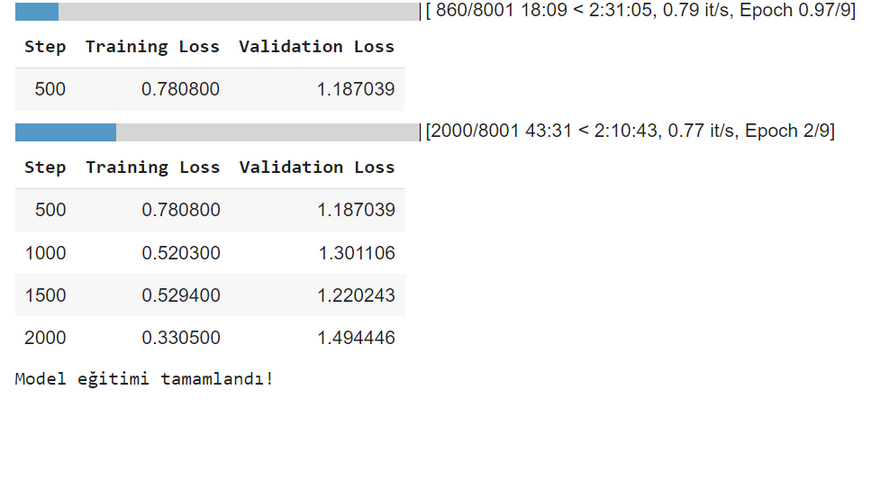 [ 860/8001 18:09 < 2:31:05, 0.79 it/s, Epoch 0.97/9]
Step Training Loss Validation Loss
500 0.780800 1.187039
[2000/8001 43:31 < 2:10:43, 0.77 it/s, Epoch 2/9]
Step Training Loss Validation Loss
500 0.780800 1.187039
1000 0.520300 1.301106
1500 0.529400 1.220243
2000 0.330500 1.494446
Model eğitimi tamamlandı!